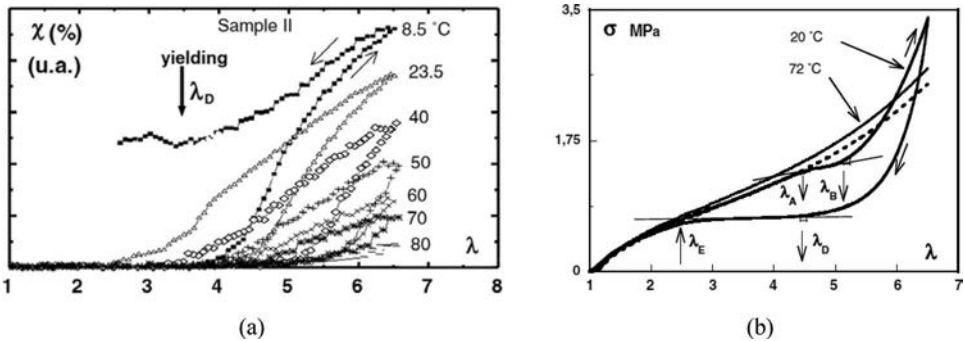 χ (%)
(u.a.)
Sample II
8.5 °C
yielding
λD
23.5
40
50
60
70
80
λ
1 2 3 4 5 6 7
(a)
3,5
σ MPa
20 °C
72 °C
1,75
λA λB
λE λD
λ
0
1 2 3 4 5 6 7
(b)